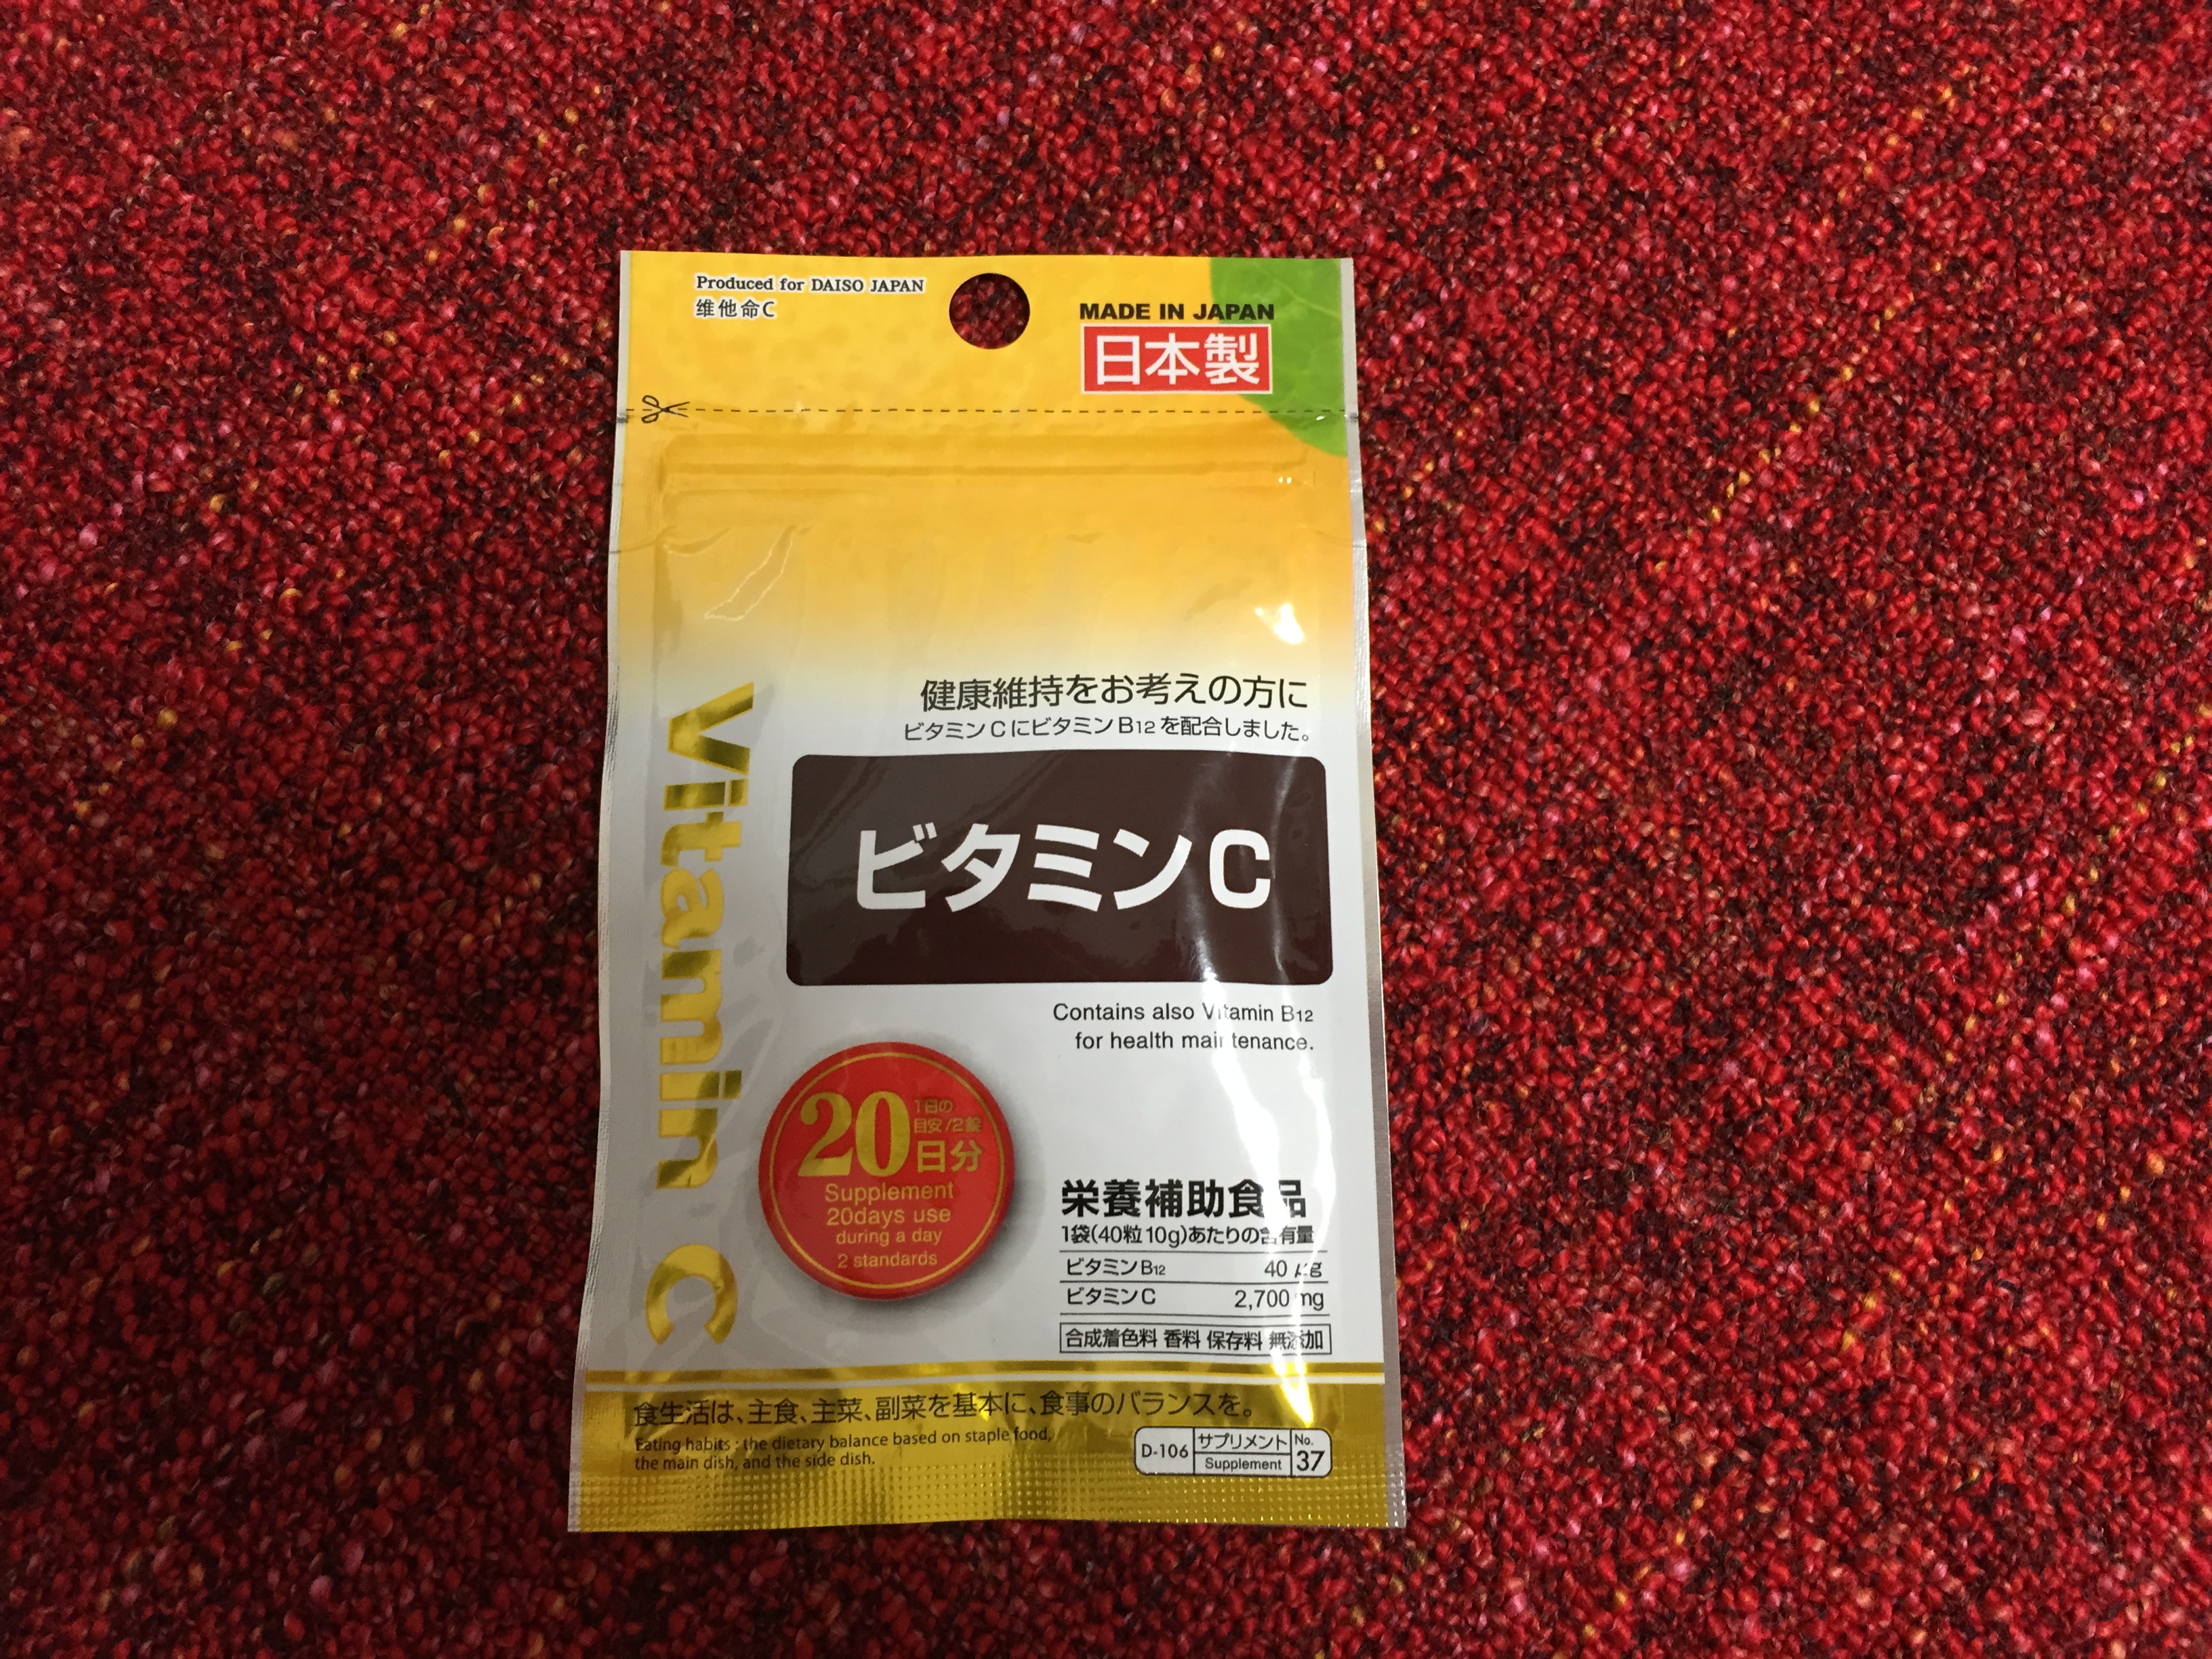 Produced for DAISO JAPAN
维他命C
MADE IN JAPAN
日本製
健康維持をお考えの方に
ビタミンCにビタミンB12を配合しました。
ビタミンC
Vitamin C
Contains also Vitamin B12
for health maintenance.
20日分
1日の
目安/2錠
Supplement
20days use
during a day
2 standards
栄養補助食品
1袋(40粒10g)あたりの含有量
ビタミンB12 40μg
ビタミンC 2,700mg
合成着色料 香料 保存料 無添加
食生活は、主食、主菜、副菜を基本に、食事のバランスを。
Eating habits : the dietary balance based on staple food,
the main dish, and the side dish.
D-106 サプリメント Supplement No. 37